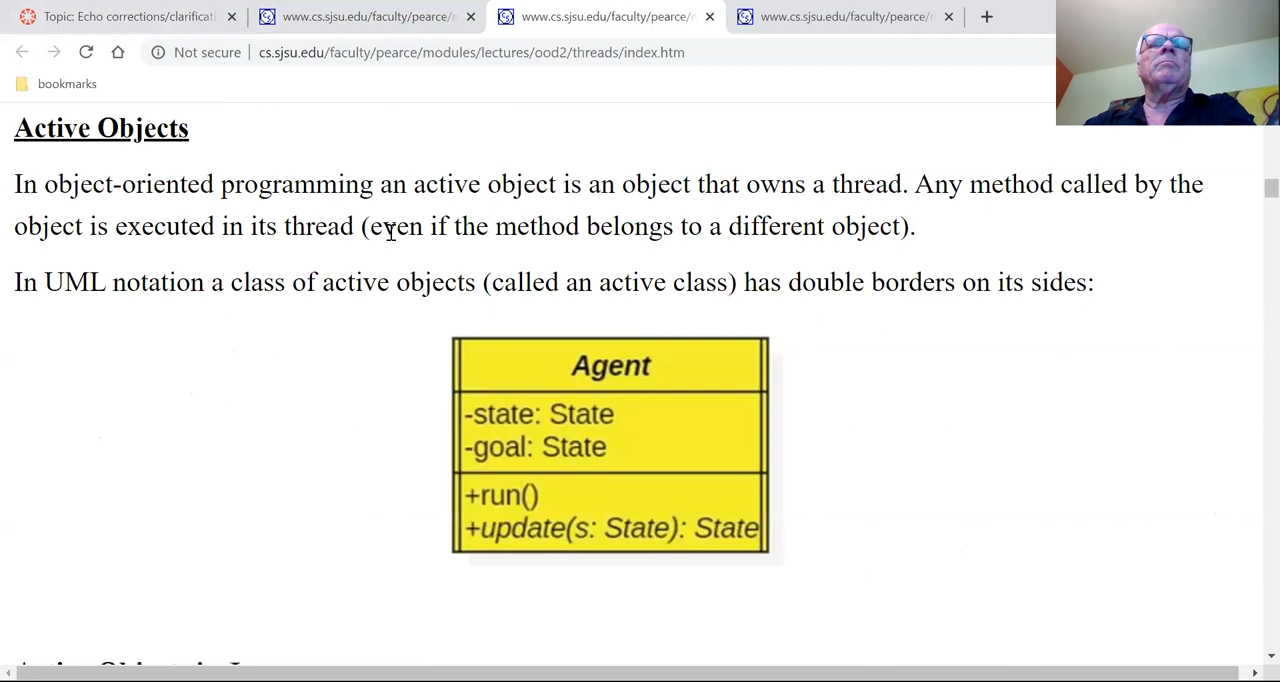 Topic: Echo corrections/clarificati
www.cs.sjsu.edu/faculty/pearce/
www.cs.sjsu.edu/faculty/pearce/
www.cs.sjsu.edu/faculty/pearce/
Not secure
cs.sjsu.edu/faculty/pearce/modules/lectures/ood2/threads/index.htm
bookmarks
Active Objects
In object-oriented programming an active object is an object that owns a thread. Any method called by the
object is executed in its thread (even if the method belongs to a different object).
In UML notation a class of active objects (called an active class) has double borders on its sides:
Agent
-state: State
-goal: State
+run()
+update(s: State): State